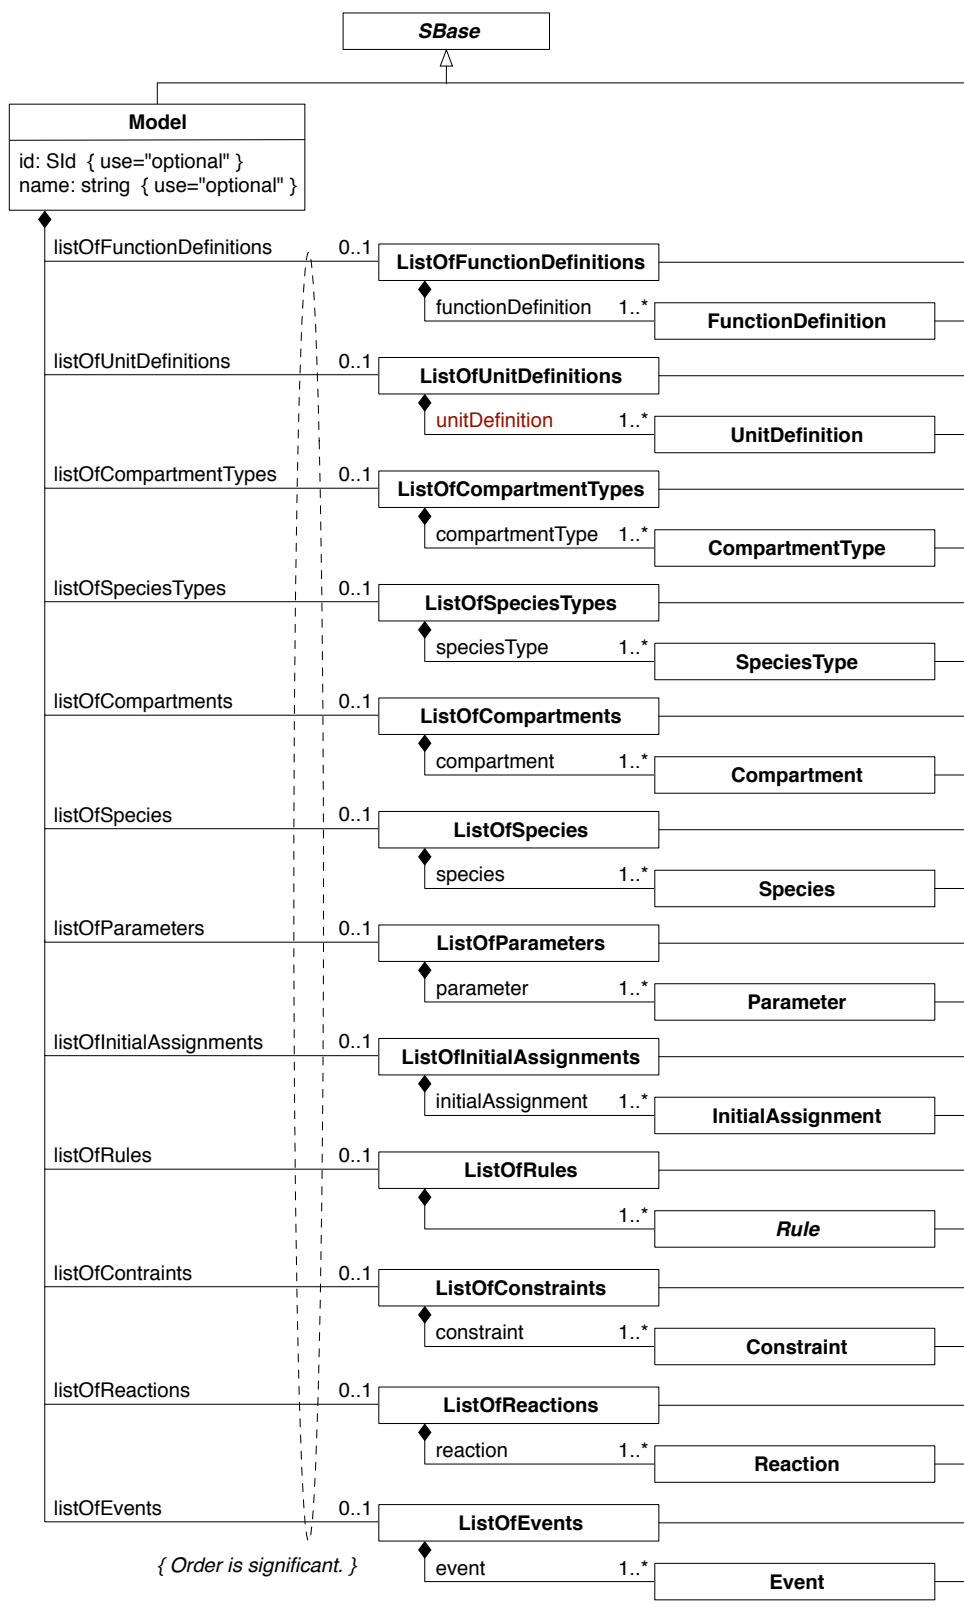 SBase
Model
id: SId { use="optional" }
name: string { use="optional" }
listOfFunctionDefinitions 0..1
ListOfFunctionDefinitions
functionDefinition 1..*
FunctionDefinition
listOfUnitDefinitions 0..1
ListOfUnitDefinitions
unitDefinition 1..*
UnitDefinition
listOfCompartmentTypes 0..1
ListOfCompartmentTypes
compartmentType 1..*
CompartmentType
listOfSpeciesTypes 0..1
ListOfSpeciesTypes
speciesType 1..*
SpeciesType
listOfCompartments 0..1
ListOfCompartments
compartment 1..*
Compartment
listOfSpecies 0..1
ListOfSpecies
species 1..*
Species
listOfParameters 0..1
ListOfParameters
parameter 1..*
Parameter
listOfInitialAssignments 0..1
ListOfInitialAssignments
initialAssignment 1..*
InitialAssignment
listOfRules 0..1
ListOfRules
1..*
Rule
listOfContraints 0..1
ListOfConstraints
constraint 1..*
Constraint
listOfReactions 0..1
ListOfReactions
reaction 1..*
Reaction
listOfEvents 0..1
ListOfEvents
{ Order is significant. }
event 1..*
Event